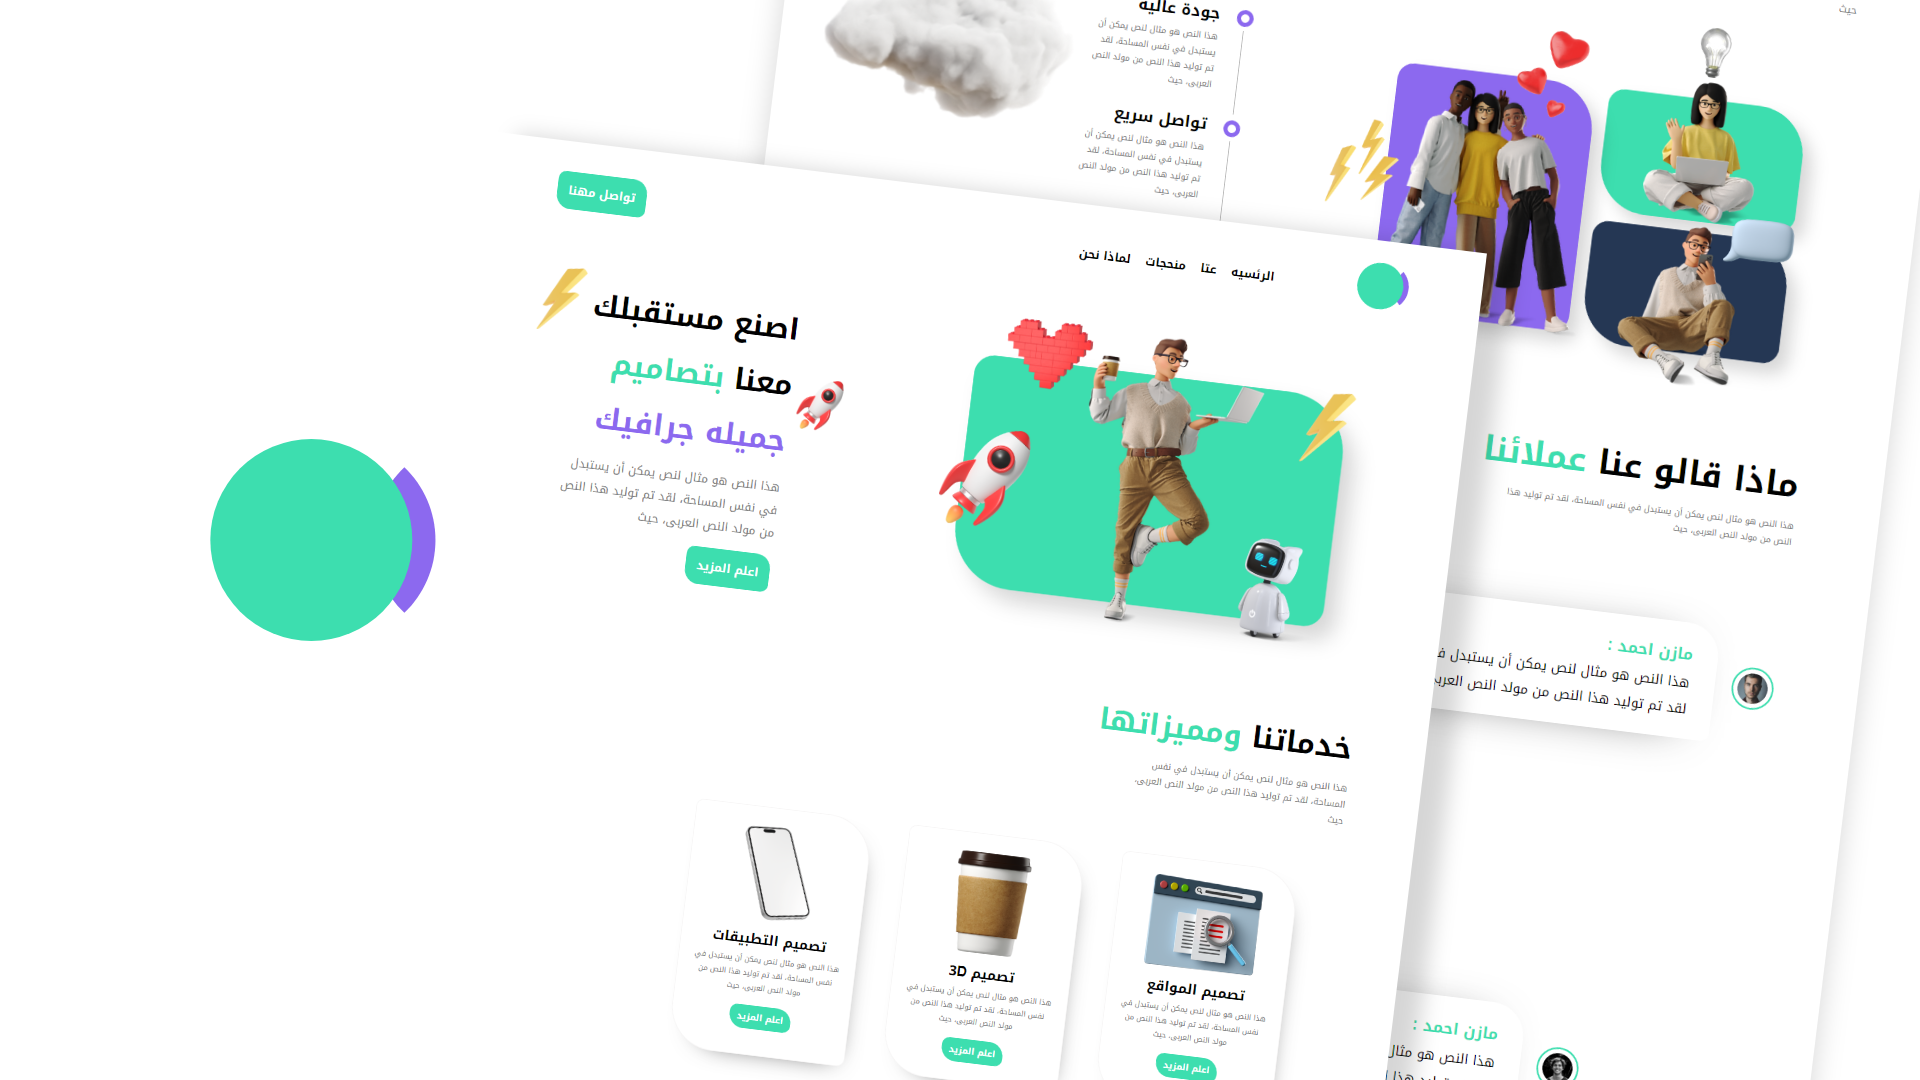 حيث
جودة عالية
هذا النص هو مثال لنص يمكن أن
يستبدل في نفس المساحة، لقد
تم توليد هذا النص من مولد النص
العربى، حيث
تواصل سريع
هذا النص هو مثال لنص يمكن أن
يستبدل في نفس المساحة، لقد
تم توليد هذا النص من مولد النص
العربى، حيث
ماذا قالو عنا عملائنا
هذا النص هو مثال لنص يمكن أن يستبدل في نفس المساحة، لقد تم توليد هذا
النص من مولد النص العربى، حيث
مازن احمد :
هذا النص هو مثال لنص يمكن أن يستبدل
لقد تم توليد هذا النص من مولد النص
مازن احمد :
هذا النص هو مثال
الرئسيه عنا منحجات لماذا نحن
تواصل مهنا
اصنع مستقبلك
معنا بتصاميم
جميله جرافيك
هذا النص هو مثال لنص يمكن أن يستبدل
في نفس المساحة، لقد تم توليد هذا النص
من مولد النص العربى، حيث
اعلم المزيد
خدماتنا ومميزاتها
هذا النص هو مثال لنص يمكن أن يستبدل في نفس
المساحة، لقد تم توليد هذا النص من مولد النص العربى،
حيث
تصميم المواقع
هذا النص هو مثال لنص يمكن أن يستبدل في
نفس المساحة، لقد تم توليد هذا النص من
مولد النص العربى، حيث
اعلم المزيد
تصميم 3D
هذا النص هو مثال لنص يمكن أن يستبدل في
نفس المساحة، لقد تم توليد هذا النص من
مولد النص العربى، حيث
اعلم المزيد
تصميم التطبيقات
هذا النص هو مثال لنص يمكن أن يستبدل في
نفس المساحة، لقد تم توليد هذا النص من
مولد النص العربى، حيث
اعلم المزيد